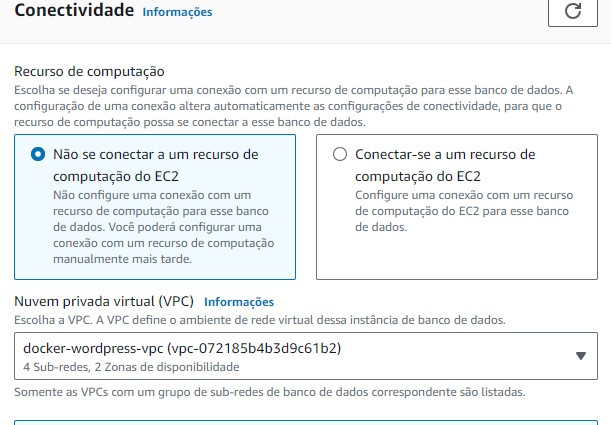 Conectividade Informações
Recurso de computação
Escolha se deseja configurar uma conexão com um recurso de computação para esse banco de dados. A
configuração de uma conexão altera automaticamente as configurações de conectividade, para que o
recurso de computação possa se conectar a esse banco de dados.
Não se conectar a um recurso de
computação do EC2
Não configure uma conexão com um
recurso de computação para esse banco
de dados. Você poderá configurar uma
conexão com um recurso de computação
manualmente mais tarde.
Conectar-se a um recurso de
computação do EC2
Configure uma conexão com um recurso
de computação do EC2 para esse banco
de dados.
Nuvem privada virtual (VPC) Informações
Escolha a VPC. A VPC define o ambiente de rede virtual dessa instância de banco de dados.
docker-wordpress-vpc (vpc-072185b4b3d9c61b2)
4 Sub-redes, 2 Zonas de disponibilidade
Somente as VPCs com um grupo de sub-redes de banco de dados correspondente são listadas.